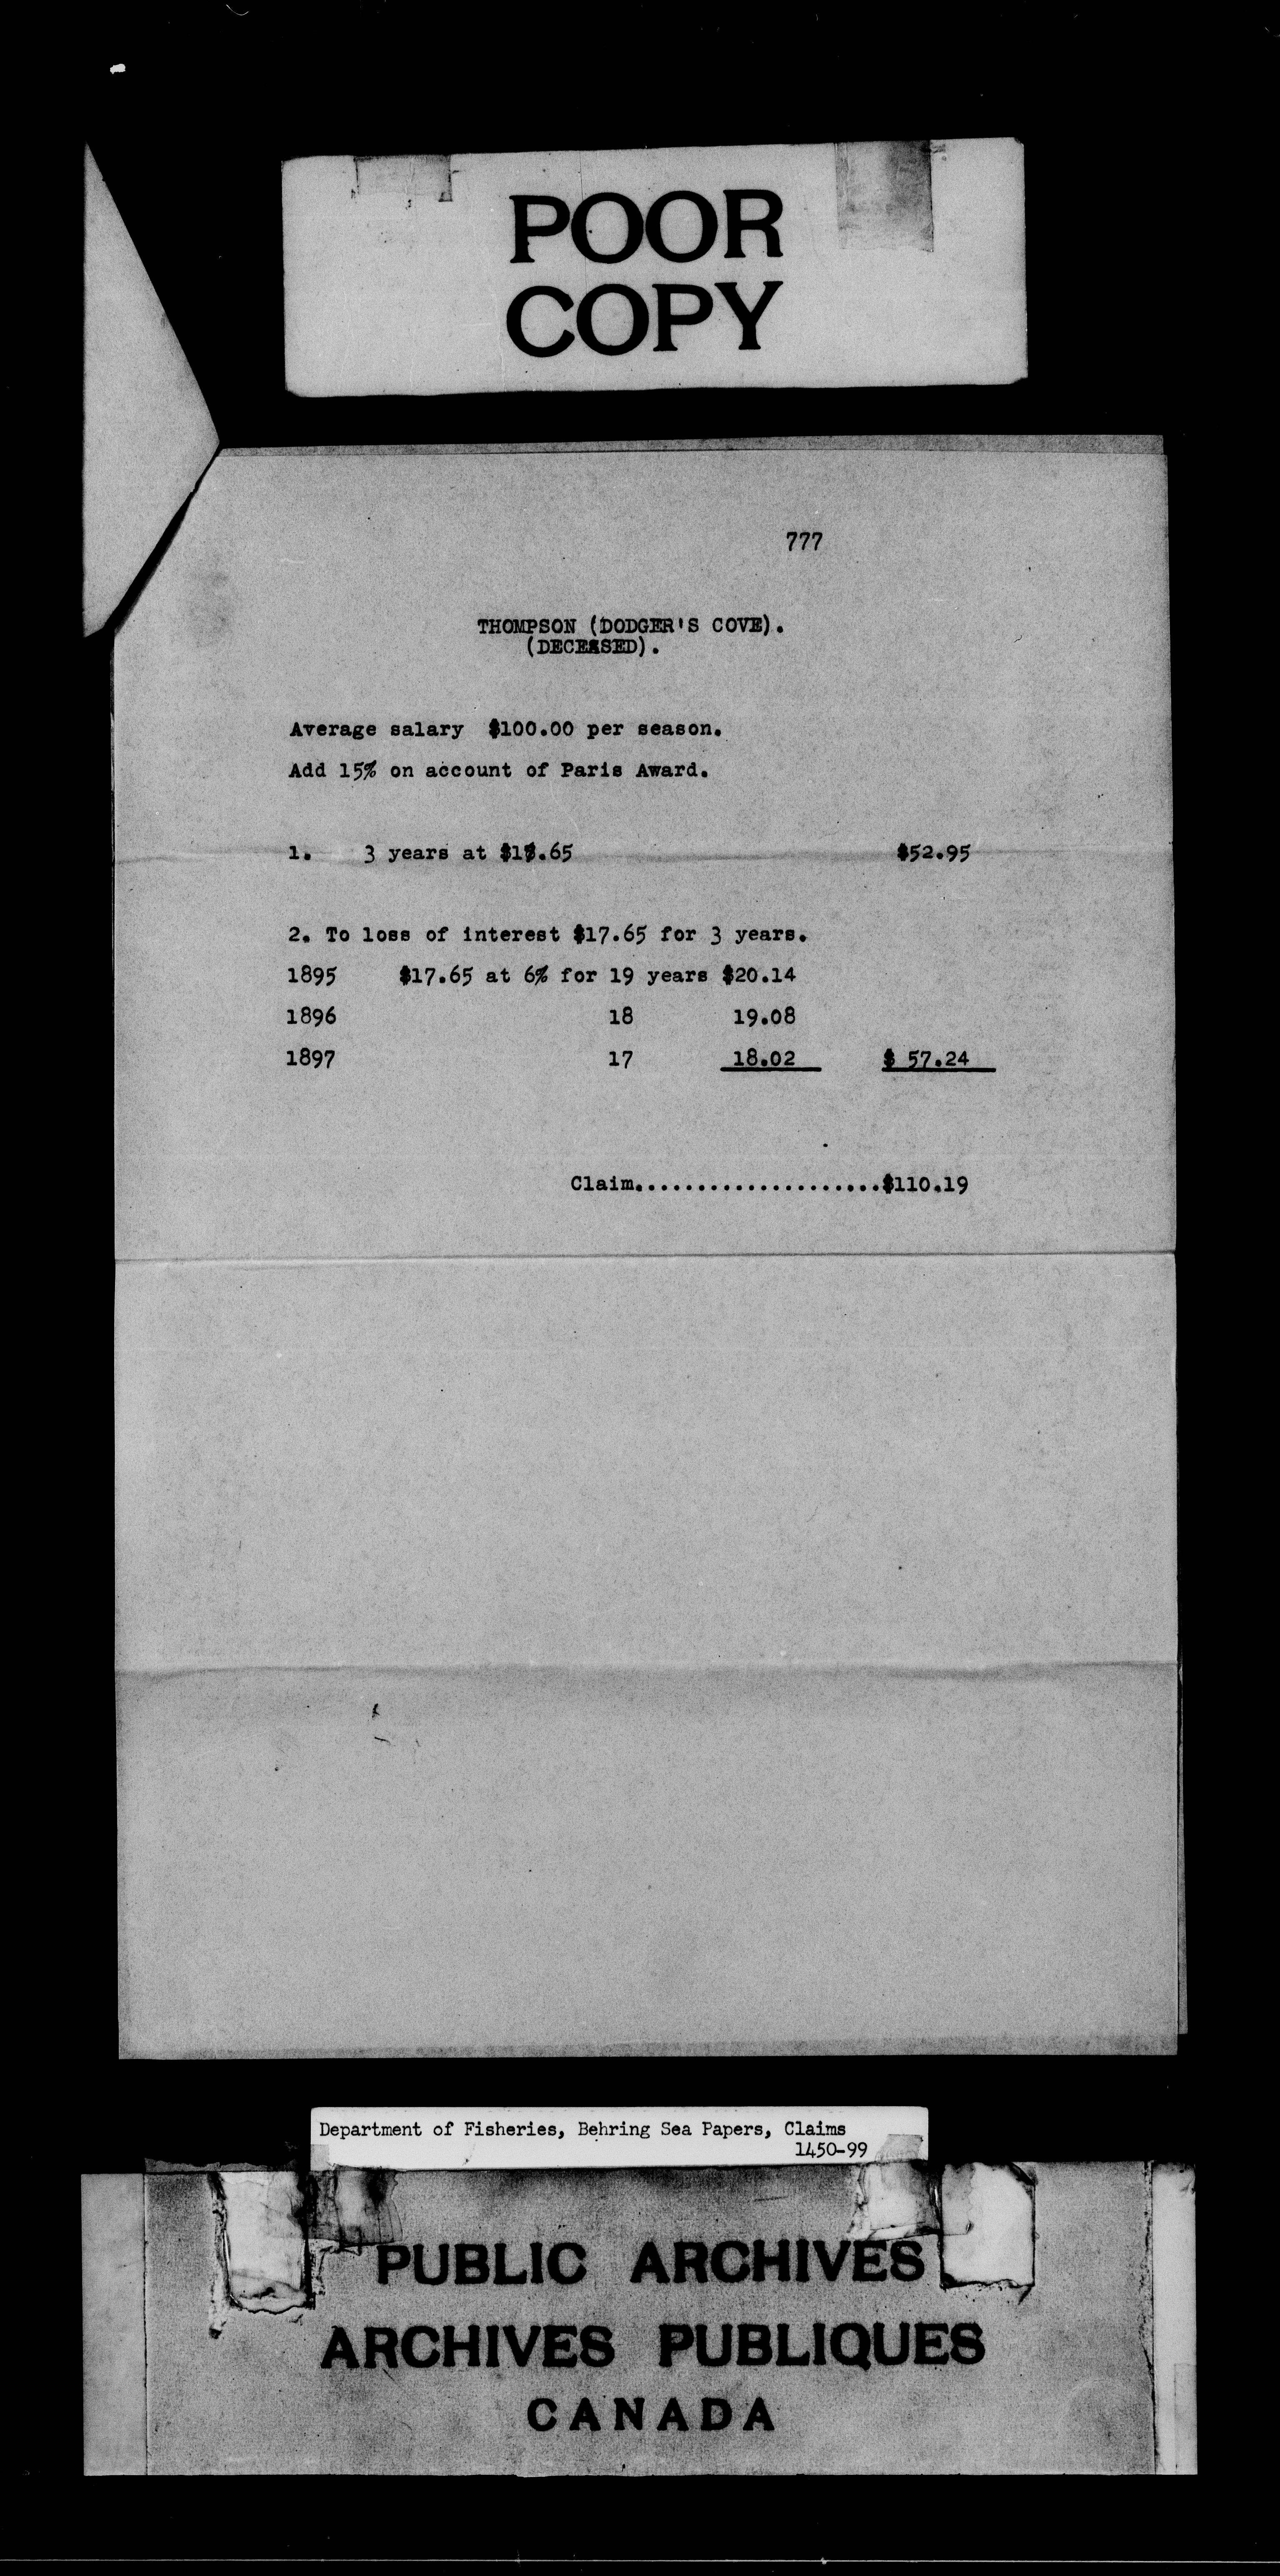 POOR
COPY
777
THOMPSON (DODGER'S COVE).
(DECEASED).
Average salary $100.00 per season.
Add 15% on account of Paris Award.
1. 3 years at $17.65 $52.95
2. To loss of interest $17.65 for 3 years.
1895 $17.65 at 6% for 19 years $20.14
1896 18 19.08
1897 17 18.02 $ 57.24
Claim....................$110.19
Department of Fisheries, Behring Sea Papers, Claims
1450-99
PUBLIC ARCHIVES
ARCHIVES PUBLIQUES
CANADA